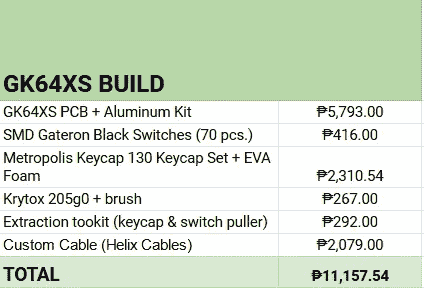 GK64XS BUILD
GK64XS PCB + Aluminum Kit ₱5,793.00
SMD Gateron Black Switches (70 pcs.) ₱416.00
Metropolis Keycap 130 Keycap Set + EVA
Foam ₱2,310.54
Krytox 205g0 + brush ₱267.00
Extraction tookit (keycap & switch puller) ₱292.00
Custom Cable (Helix Cables) ₱2,079.00
TOTAL ₱11,157.54